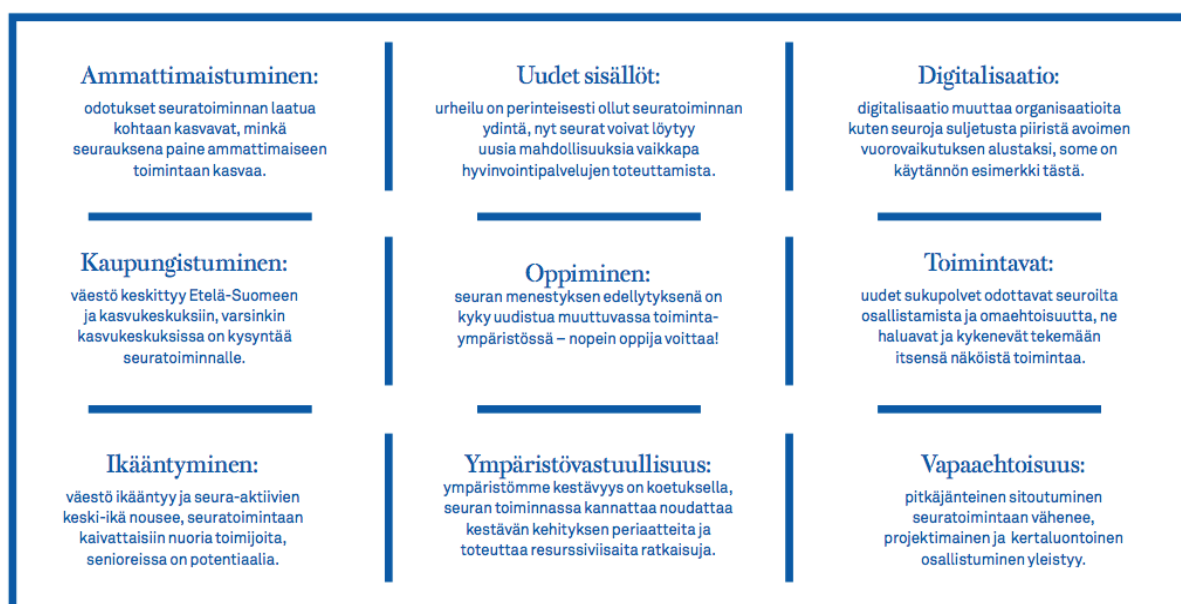 Ammattimaistuminen:
odotukset seuratoiminnan laatua
kohtaan kasvavat, minkä
seurauksena paine ammattimaiseen
toimintaan kasvaa.
Uudet sisällöt:
urheilu on perinteisesti ollut seuratoiminnan
ydintä, nyt seurat voivat löytyy
uusia mahdollisuuksia vaikkapa
hyvinvointipalvelujen toteuttamista.
Digitalisaatio:
digitalisaatio muuttaa organisaatioita
kuten seuroja suljetusta piiristä avoimen
vuorovaikutuksen alustaksi, some on
käytännön esimerkki tästä.
Kaupungistuminen:
väestö keskittyy Etelä-Suomeen
ja kasvukeskuksiin, varsinkin
kasvukeskuksissa on kysyntää
seuratoiminnalle.
Oppiminen:
seuran menestyksen edellytyksenä on
kyky uudistua muuttuvassa toiminta-
ympäristössä – nopein oppija voittaa!
Toimintavat:
uudet sukupolvet odottavat seuroilta
osallistamista ja omaehtoisuutta, ne
haluavat ja kykenevät tekemään
itsensä näköistä toimintaa.
Ikääntyminen:
väestö ikääntyy ja seura-aktiivien
keski-ikä nousee, seuratoimintaan
kaivattaisiin nuoria toimijoita,
senioreissa on potentiaalia.
Ympäristövastuullisuus:
ympäristömme kestävyys on koetuksella,
seuran toiminnassa kannattaa noudattaa
kestävän kehityksen periaatteita ja
toteuttaa resurssiviisaita ratkaisuja.
Vapaaehtoisuus:
pitkäjänteinen sitoutuminen
seuratoimintaan vähenee,
projektimainen ja kertaluontoinen
osallistuminen yleistyy.